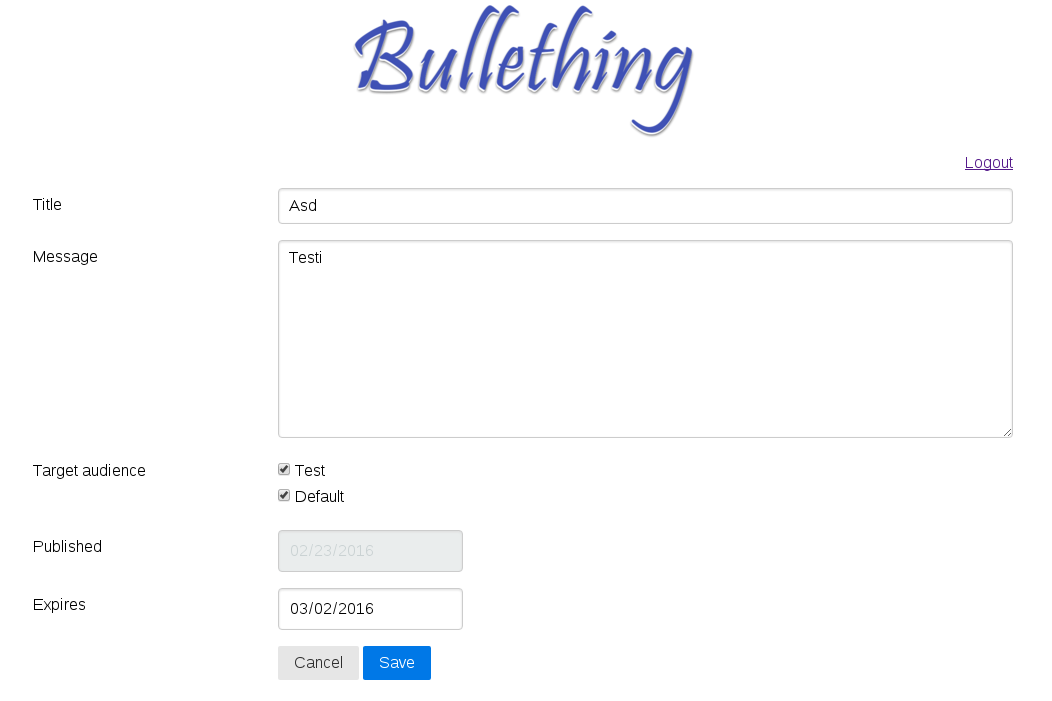 Bullething
Logout
Title Asd
Message Testi
Target audience Test
Default
Published 02/23/2016
Expires 03/02/2016
Cancel Save